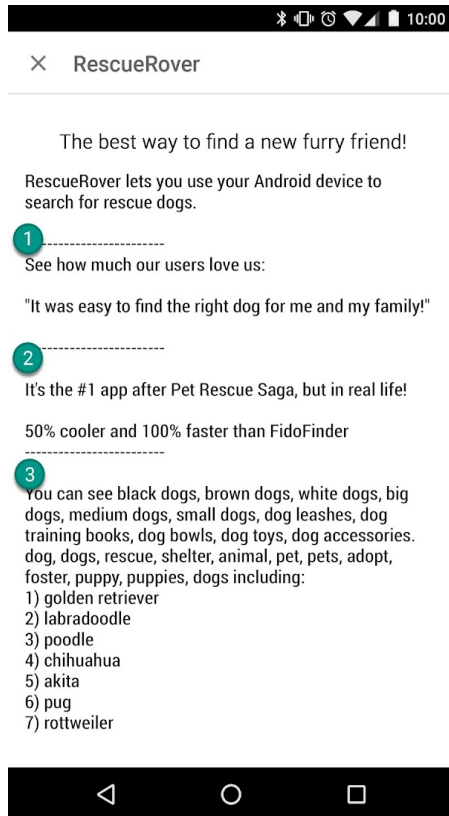 10:00
RescueRover
The best way to find a new furry friend!
RescueRover lets you use your Android device to
search for rescue dogs.
1
-----------------------
See how much our users love us:
"It was easy to find the right dog for me and my family!"
-----------------------
2
It's the #1 app after Pet Rescue Saga, but in real life!
50% cooler and 100% faster than FidoFinder
-----------------------
3
You can see black dogs, brown dogs, white dogs, big
dogs, medium dogs, small dogs, dog leashes, dog
training books, dog bowls, dog toys, dog accessories.
dog, dogs, rescue, shelter, animal, pet, pets, adopt,
foster, puppy, puppies, dogs including:
1) golden retriever
2) labradoodle
3) poodle
4) chihuahua
5) akita
6) pug
7) rottweiler